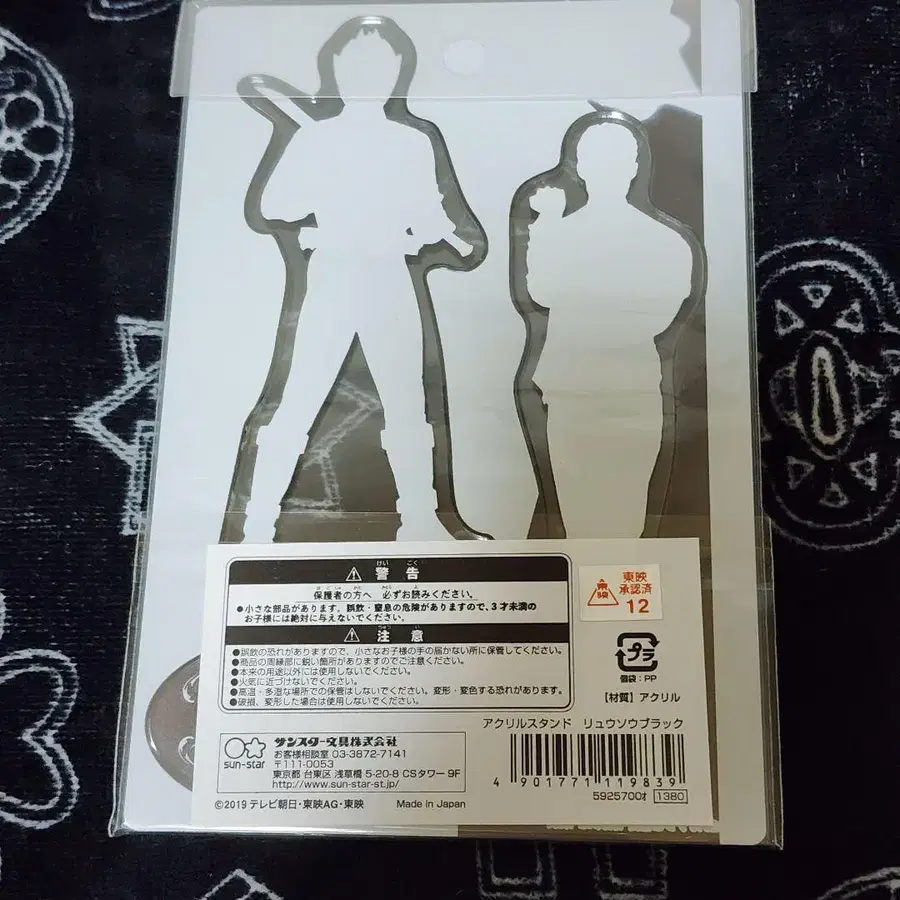 ⚠ 警告
保護者の方へ 必ずお読みください。
●小さな部品があります。誤飲・窒息の危険がありますので、3才未満の
お子様には絶対に与えないでください。
⚠ 注意
●誤飲の恐れがありますので、小さなお子様の手の届かない所に保管してください。
●商品の周縁部に鋭い箇所がありますのでご注意ください。
●本来の用途以外には使用しないでください。
●火気に近づけないでください。
●高温・多湿な場所での保管はしないでください。変形・変色する恐れがあります。
●破損、変形した場合は使用しないでください。
東映
東映
承認済
12
プラ
個袋：PP
【材質】アクリル
アクリルスタンド リュウソウブラック
sun-star
サンスター文具株式会社
お客様相談室 03-3872-7141
〒111-0053
東京都 台東区 浅草橋 5-20-8 CSタワー 9F
http://www.sun-star-st.jp/
4 901771 119839
5925700オ 1380
©2019 テレビ朝日・東映AG・東映
Made in Japan